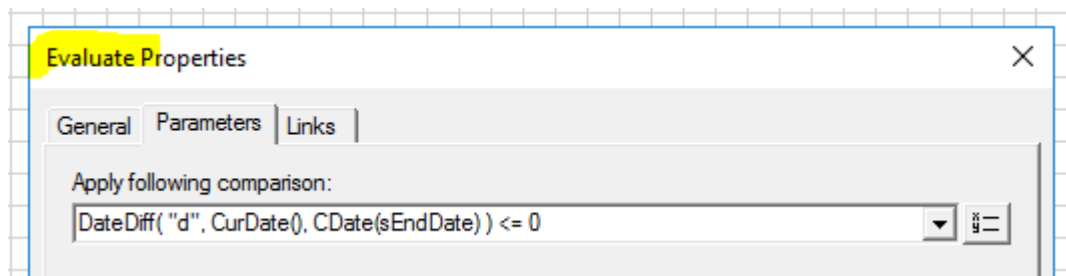 Evaluate Properties
General Parameters Links
Apply following comparison:
DateDiff( "d", CurDate(), CDate(sEndDate) ) <= 0